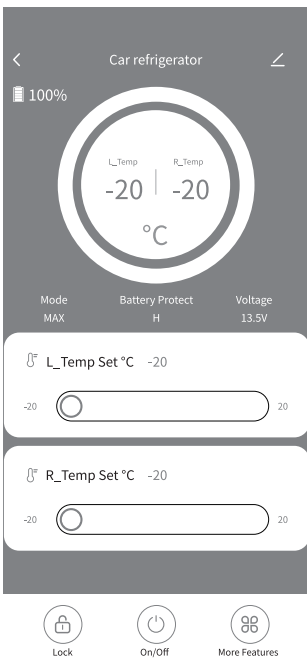 Car refrigerator
100%
L_Temp R_Temp
-20 -20
°C
Mode Battery Protect Voltage
MAX H 13.5V
L_Temp Set °C -20
-20 20
R_Temp Set °C -20
-20 20
Lock On/Off More Features